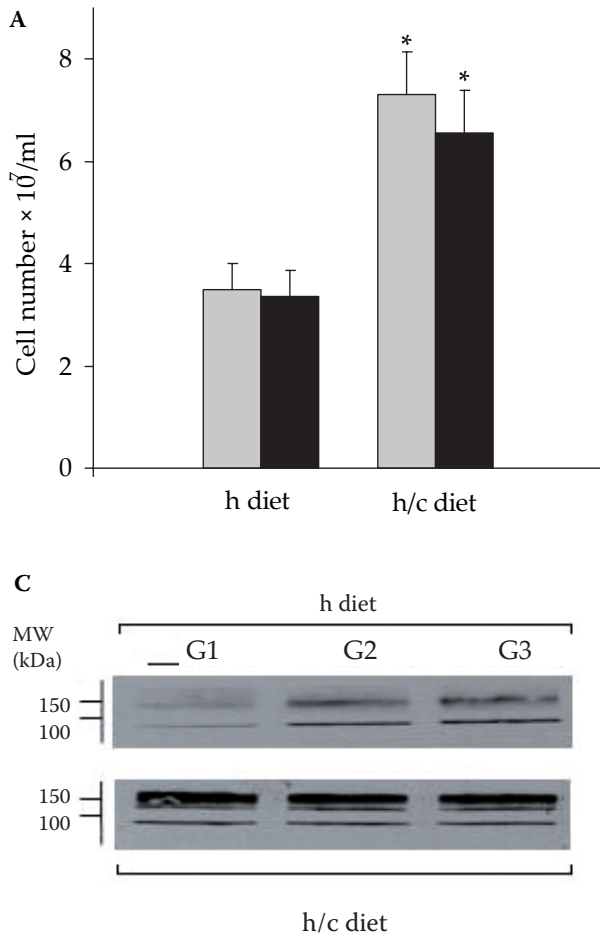 A
Cell number × 10⁷/ml
8
6
4
2
0
*
*
h diet
h/c diet
C
h diet
MW
(kDa)
G1
G2
G3
150
100
150
100
h/c diet